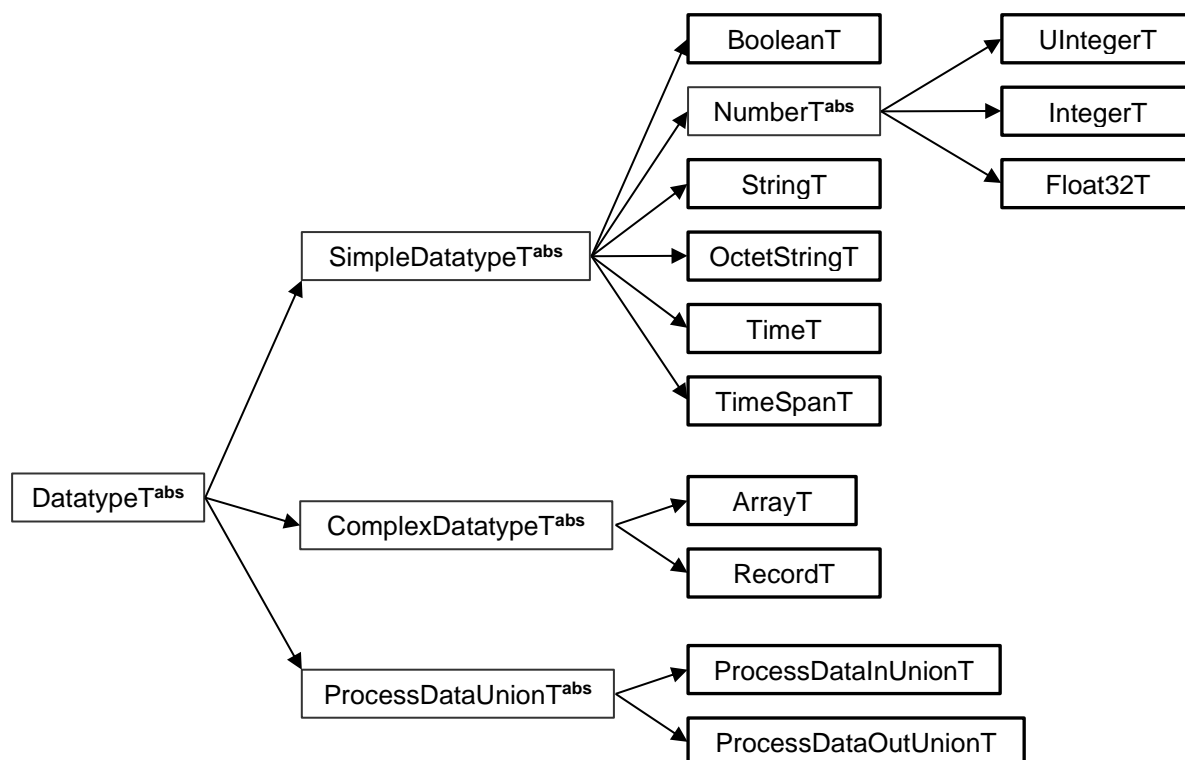 BooleanT
UIntegerT
NumberTabs
IntegerT
StringT
Float32T
SimpleDatatypeTabs
OctetStringT
TimeT
TimeSpanT
DatatypeTabs
ArrayT
ComplexDatatypeTabs
RecordT
ProcessDataInUnionT
ProcessDataUnionTabs
ProcessDataOutUnionT